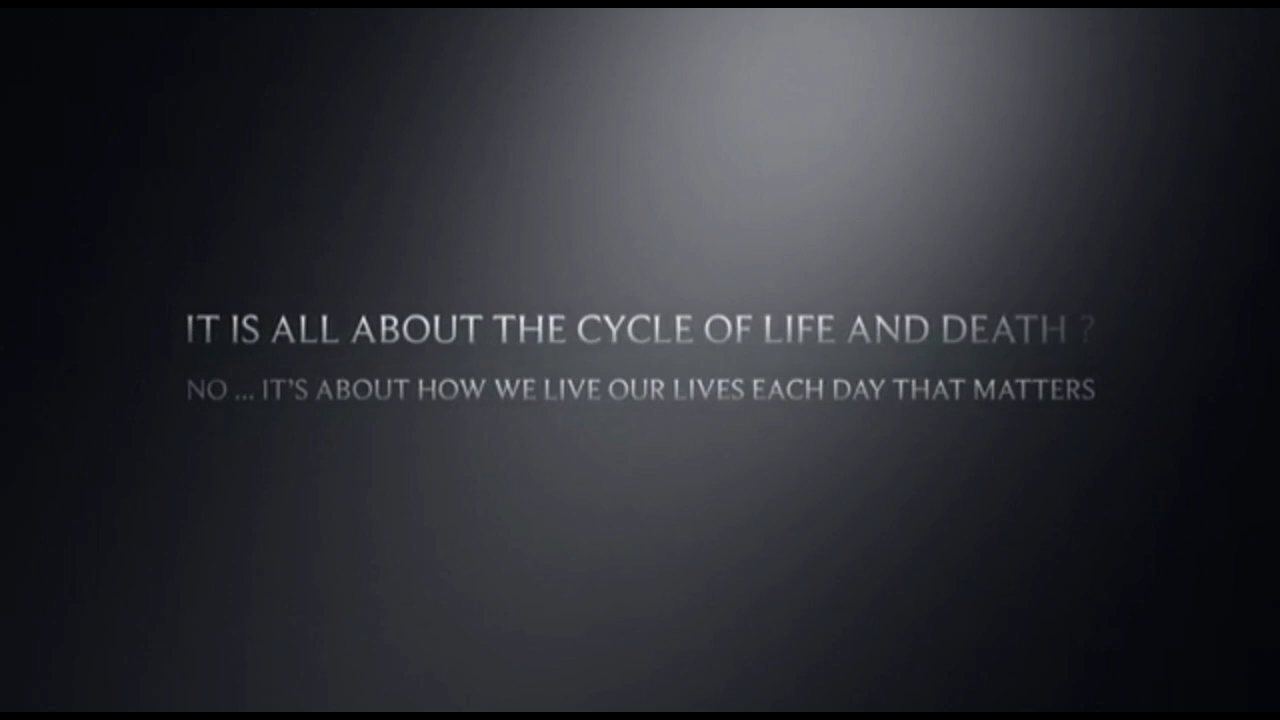 IT IS ALL ABOUT THE CYCLE OF LIFE AND DEATH ?
NO ... IT'S ABOUT HOW WE LIVE OUR LIVES EACH DAY THAT MATTERS